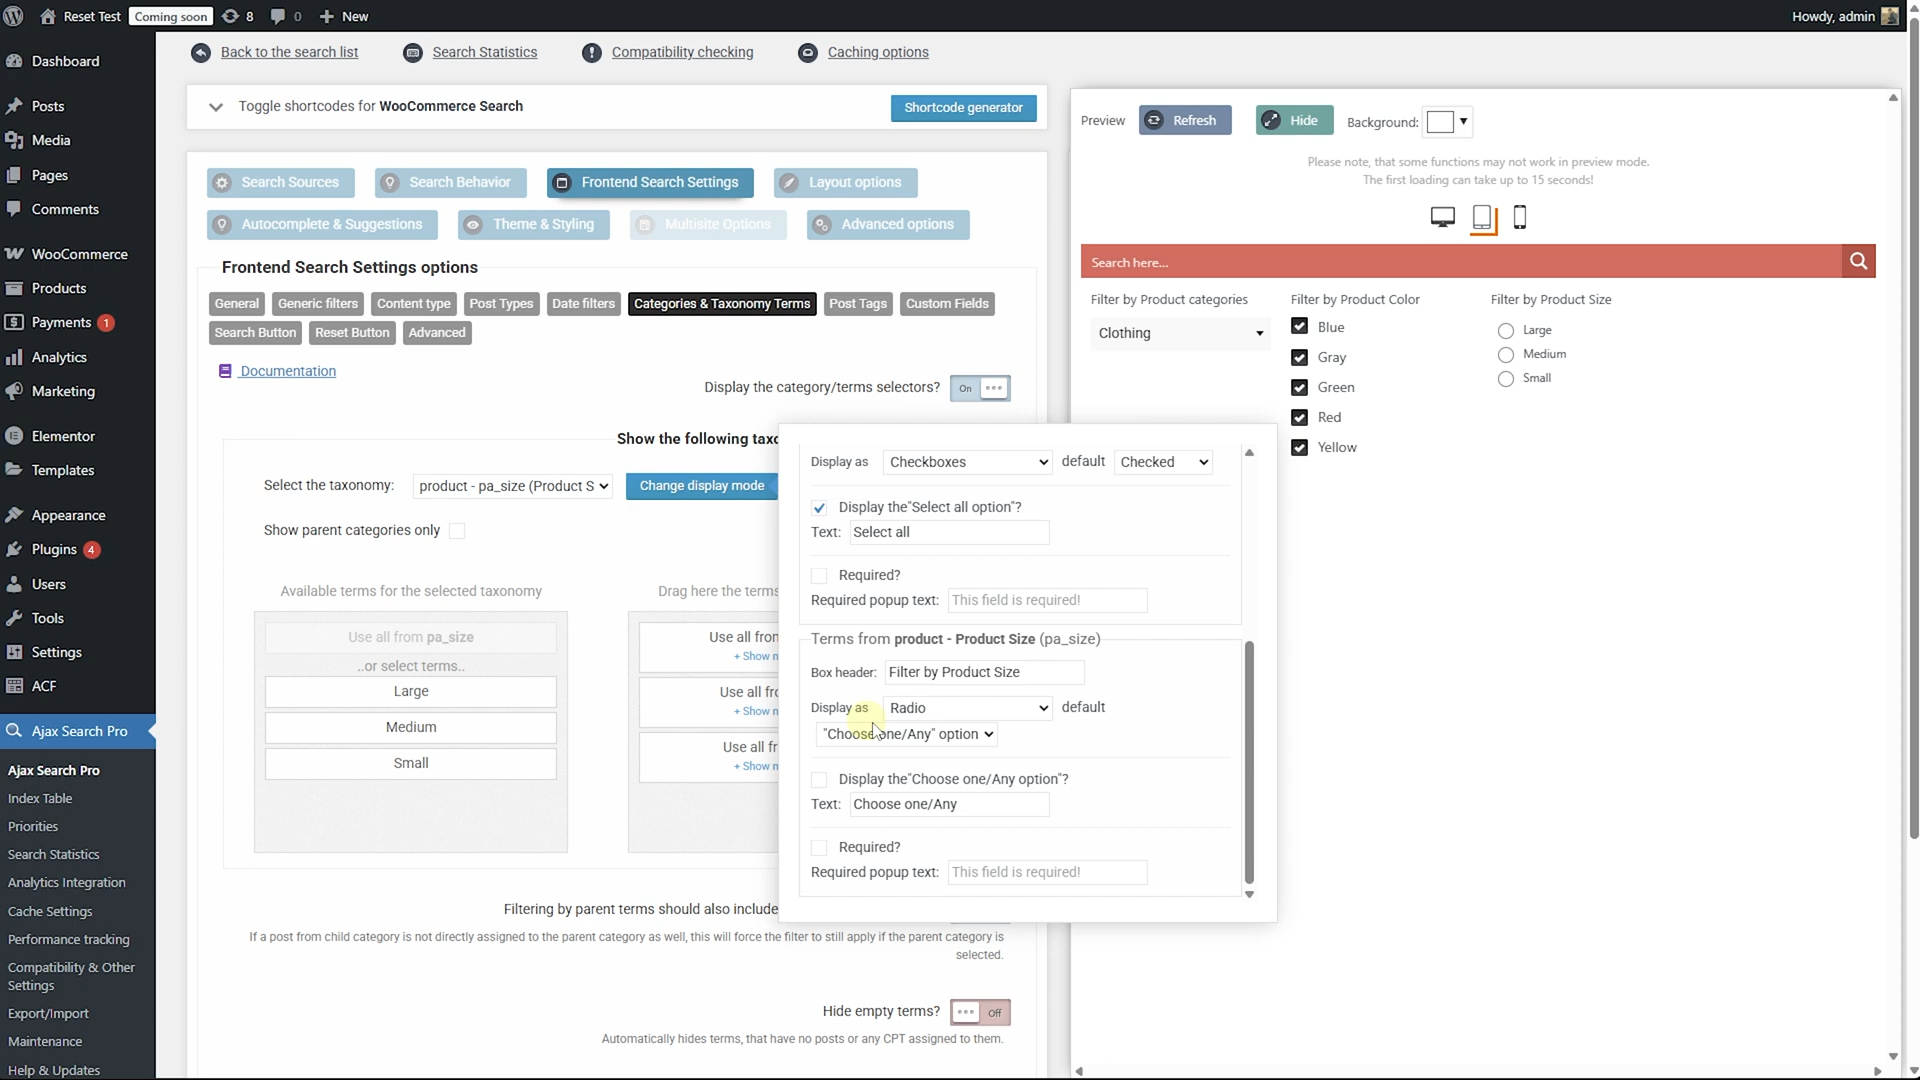 Reset Test
Coming soon
8
0
New
Howdy, admin
Dashboard
Posts
Media
Pages
Comments
WooCommerce
Products
Payments 1
Analytics
Marketing
Elementor
Templates
Appearance
Plugins 4
Users
Tools
Settings
ACF
Ajax Search Pro
Ajax Search Pro
Index Table
Priorities
Search Statistics
Analytics Integration
Cache Settings
Performance tracking
Compatibility & Other
Settings
Export/Import
Maintenance
Help & Updates
Back to the search list
Search Statistics
Compatibility checking
Caching options
Toggle shortcodes for WooCommerce Search
Shortcode generator
Search Sources
Search Behavior
Frontend Search Settings
Layout options
Autocomplete & Suggestions
Theme & Styling
Multisite Options
Advanced options
Frontend Search Settings options
General
Generic filters
Content type
Post Types
Date filters
Categories & Taxonomy Terms
Post Tags
Custom Fields
Search Button
Reset Button
Advanced
Documentation
Display the category/terms selectors?
On
Show the following taxo
Select the taxonomy:
product - pa_size (Product S
Change display mode
Show parent categories only
Available terms for the selected taxonomy
Drag here the terms
Use all from pa_size
..or select terms..
Large
Medium
Small
Use all from
+ Show n
Use all fro
+ Show n
Use all fr
+ Show n
Filtering by parent terms should also include
If a post from child category is not directly assigned to the parent category as well, this will force the filter to still apply if the parent category is
selected.
Hide empty terms?
Off
Automatically hides terms, that have no posts or any CPT assigned to them.
Display as
Checkboxes
default
Checked
Display the"Select all option"?
Text:
Select all
Required?
Required popup text:
This field is required!
Terms from product - Product Size (pa_size)
Box header:
Filter by Product Size
Display as
Radio
default
"Choose one/Any" option
Display the"Choose one/Any option"?
Text:
Choose one/Any
Required?
Required popup text:
This field is required!
Preview
Refresh
Hide
Background:
Please note, that some functions may not work in preview mode.
The first loading can take up to 15 seconds!
Search here...
Filter by Product categories
Clothing
Filter by Product Color
Blue
Gray
Green
Red
Yellow
Filter by Product Size
Large
Medium
Small